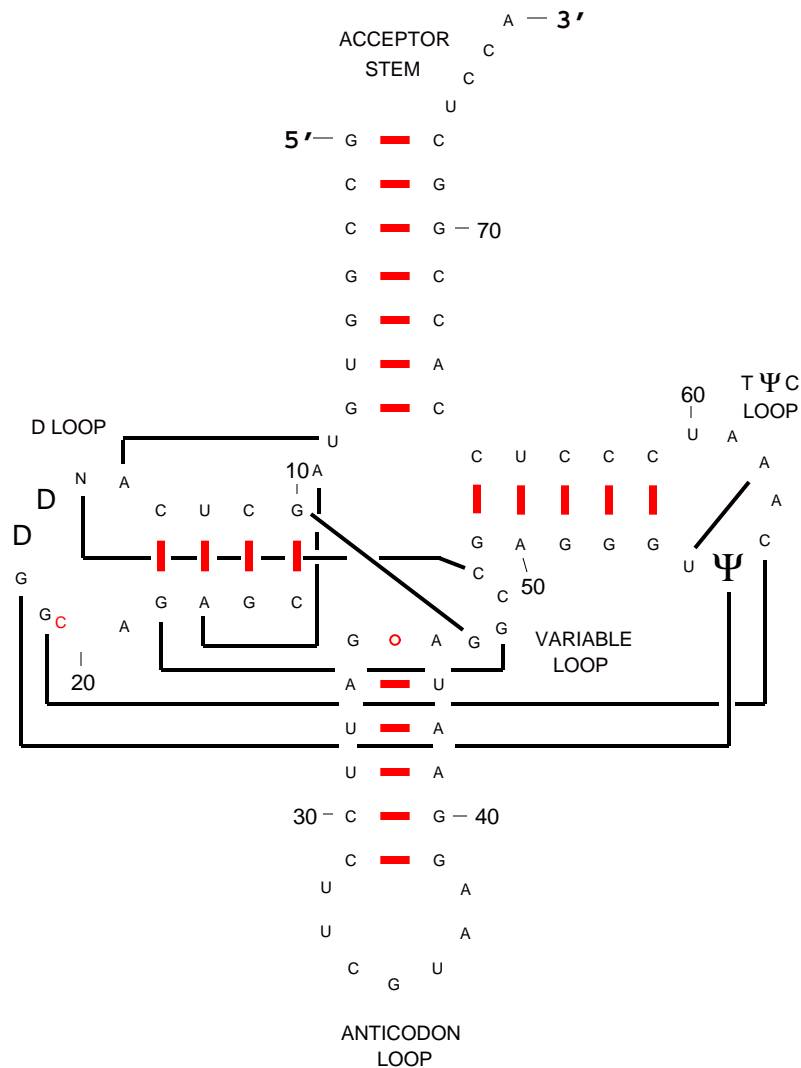 A — 3′
ACCEPTOR
STEM
C
C
U
5′ — G C
C G
C G — 70
G C
G C
U A
G C
T Ψ C
LOOP
60
D LOOP
U
U A
C U C C C
A
10
A
N A
D
C U C G
A
A
D
G A G G G
U Ψ C
G
C
50
C
G A G C
G C
A
G
G A G
VARIABLE
LOOP
20
A U
U A
U A
30 — C G — 40
C G
U A
U A
C U
G
ANTICODON
LOOP